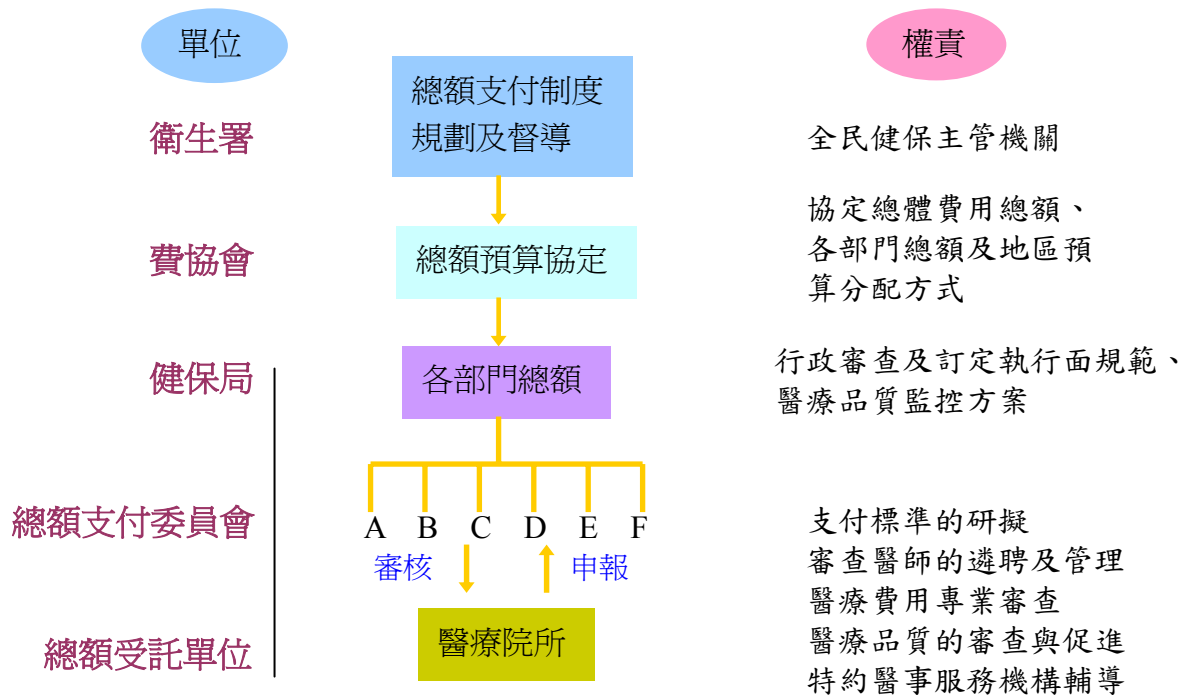 單位
權責
總額支付制度
規劃及督導
衛生署
全民健保主管機關
費協會
總額預算協定
協定總體費用總額、
各部門總額及地區預
算分配方式
健保局
各部門總額
行政審查及訂定執行面規範、
醫療品質監控方案
總額支付委員會
A B C D E F
審核
申報
支付標準的研擬
審查醫師的遴聘及管理
醫療費用專業審查
總額受託單位
醫療院所
醫療品質的審查與促進
特約醫事服務機構輔導